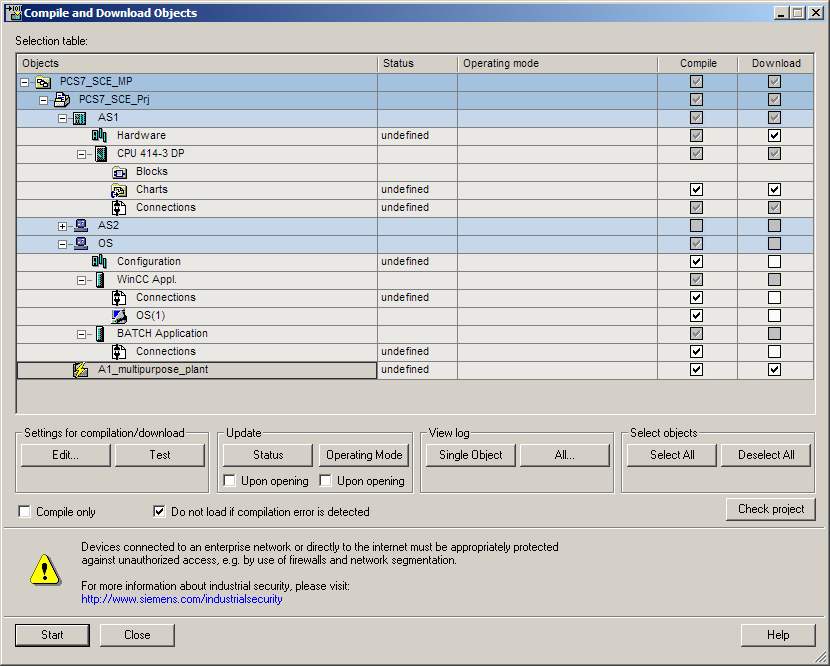 Compile and Download Objects
Selection table:
Objects Status Operating mode Compile Download
PCS7_SCE_MP
PCS7_SCE_Prj
AS1
Hardware undefined
CPU 414-3 DP
Blocks
Charts undefined
Connections undefined
AS2
OS
Configuration undefined
WinCC Appl.
Connections undefined
OS(1)
BATCH Application
Connections undefined
A1_multipurpose_plant undefined
Settings for compilation/download Update View log Select objects
Edit... Test Status Operating Mode Single Object All... Select All Deselect All
Upon opening Upon opening
Compile only Do not load if compilation error is detected Check project
Devices connected to an enterprise network or directly to the internet must be appropriately protected
against unauthorized access, e.g. by use of firewalls and network segmentation.
For more information about industrial security, please visit:
http://www.siemens.com/industrialsecurity
Start Close Help